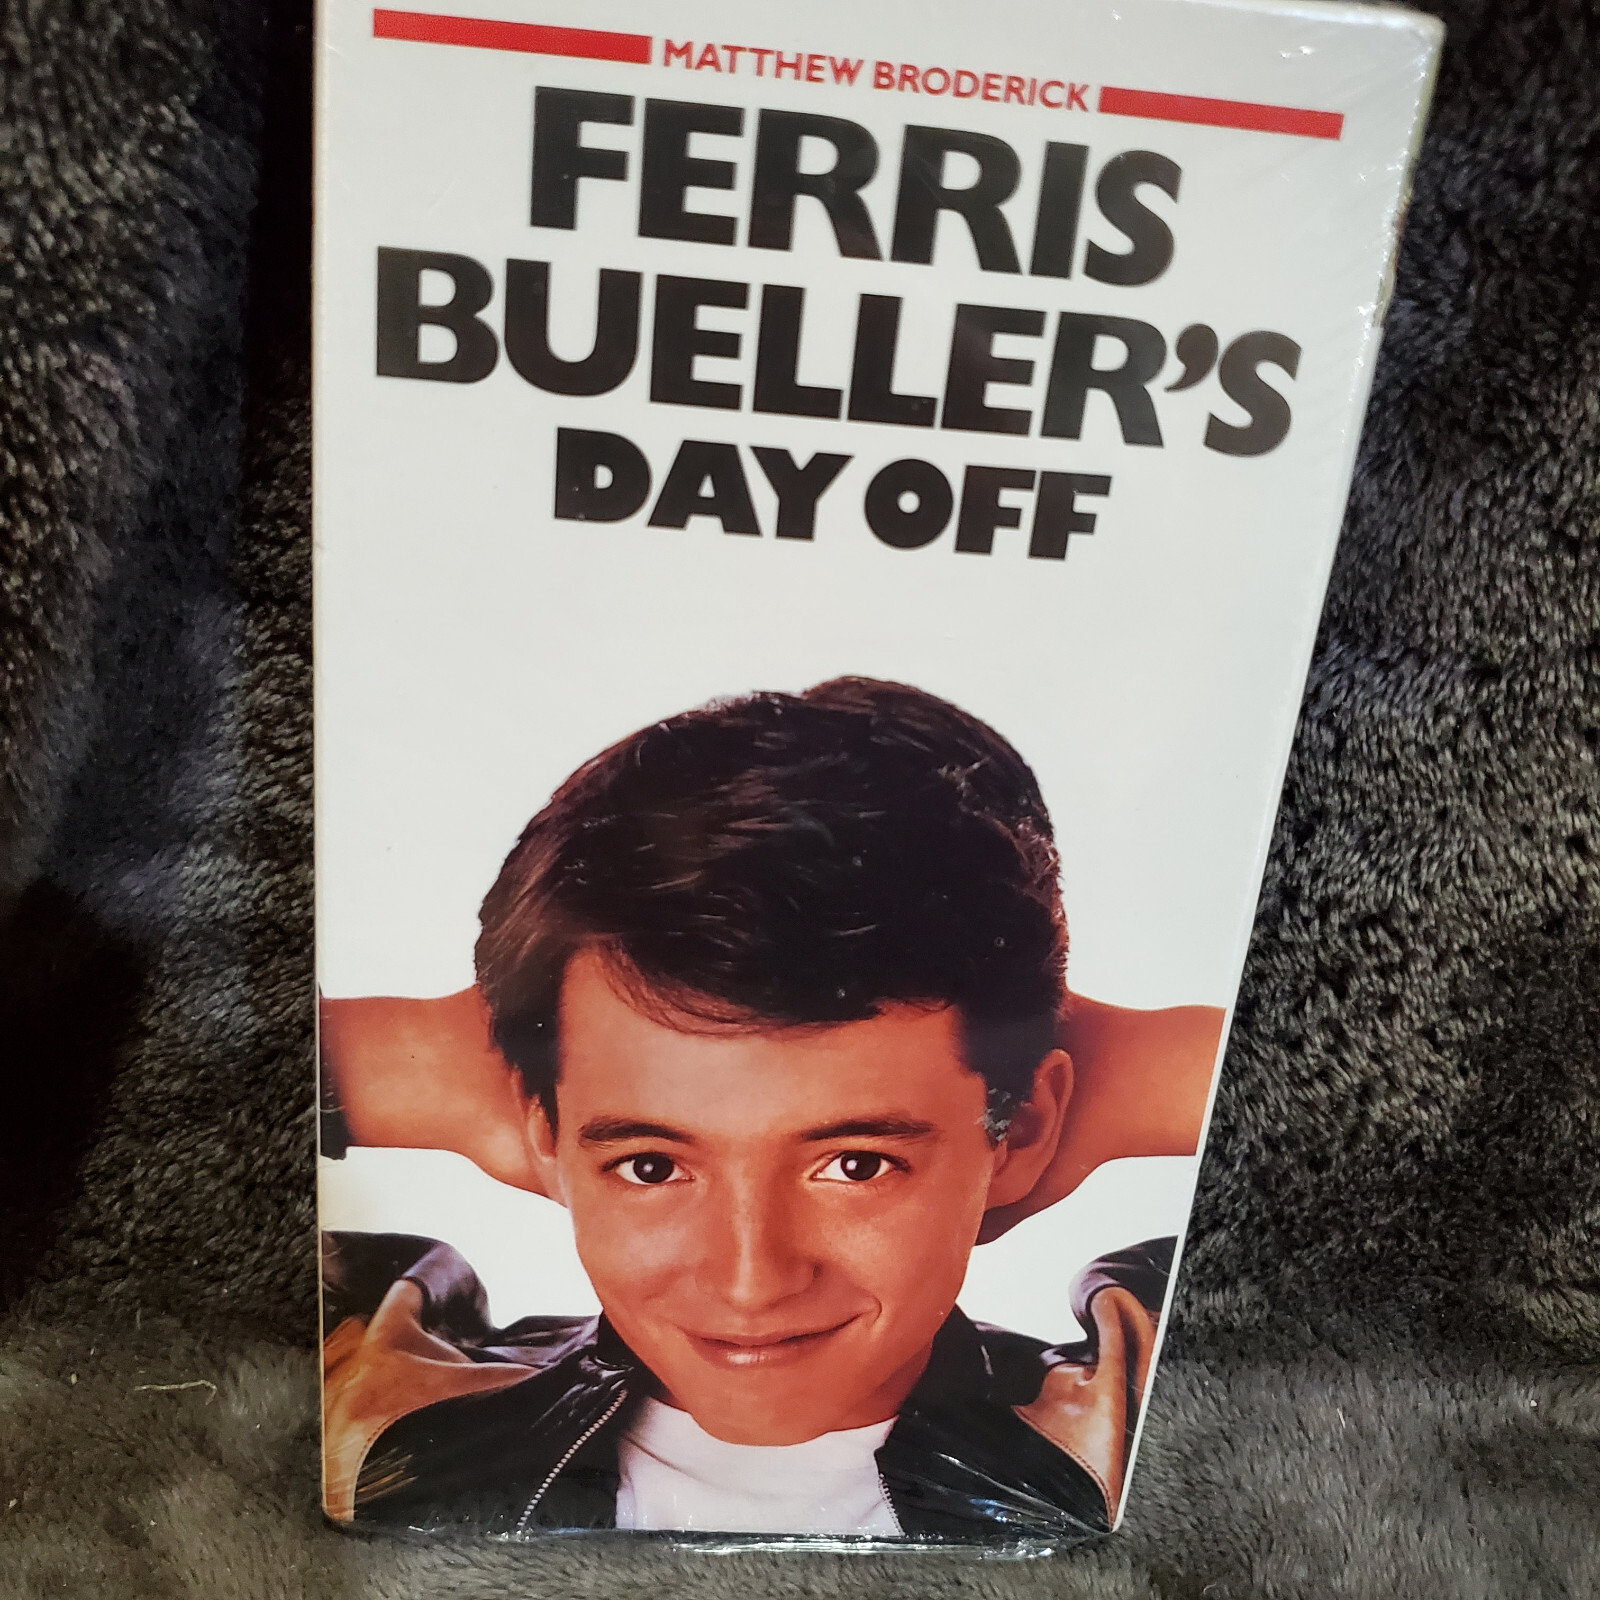 MATTHEW BRODERICK
FERRIS
BUELLER'S
DAY OFF